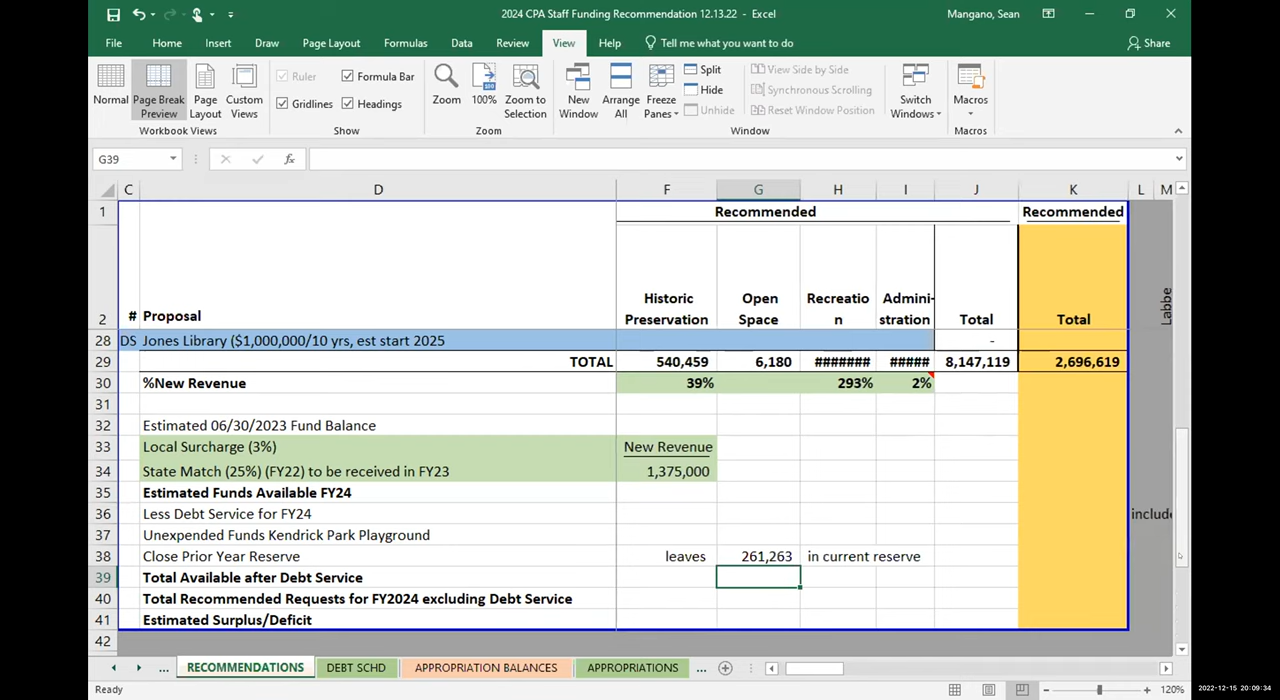 2024 CPA Staff Funding Recommendation 12.13.22 - Excel
Mangano, Sean
File Home Insert Draw Page Layout Formulas Data Review View Help Tell me what you want to do Share
Normal
Page Break Preview
Page Layout
Custom Views
Workbook Views
Ruler
Formula Bar
Gridlines
Headings
Show
Zoom
100%
Zoom to Selection
Zoom
New Window
Arrange All
Freeze Panes
Split
Hide
Unhide
View Side by Side
Synchronous Scrolling
Reset Window Position
Window
Switch Windows
Macros
Macros
G39 fx
C D F G H I J K L M
1 Recommended Recommended
Historic Open Recreatio Admini-
2 # Proposal Preservation Space n stration Total Total Labbe
28 DS Jones Library ($1,000,000/10 yrs, est start 2025 -
29 TOTAL 540,459 6,180 ####### ##### 8,147,119 2,696,619
30 %New Revenue 39% 293% 2%
31
32 Estimated 06/30/2023 Fund Balance
33 Local Surcharge (3%) New Revenue
34 State Match (25%) (FY22) to be received in FY23 1,375,000
35 Estimated Funds Available FY24
36 Less Debt Service for FY24 include
37 Unexpended Funds Kendrick Park Playground
38 Close Prior Year Reserve leaves 261,263 in current reserve
39 Total Available after Debt Service
40 Total Recommended Requests for FY2024 excluding Debt Service
41 Estimated Surplus/Deficit
42
... RECOMMENDATIONS DEBT SCHD APPROPRIATION BALANCES APPROPRIATIONS ...
Ready 120%
2022-12-15 20:09:34